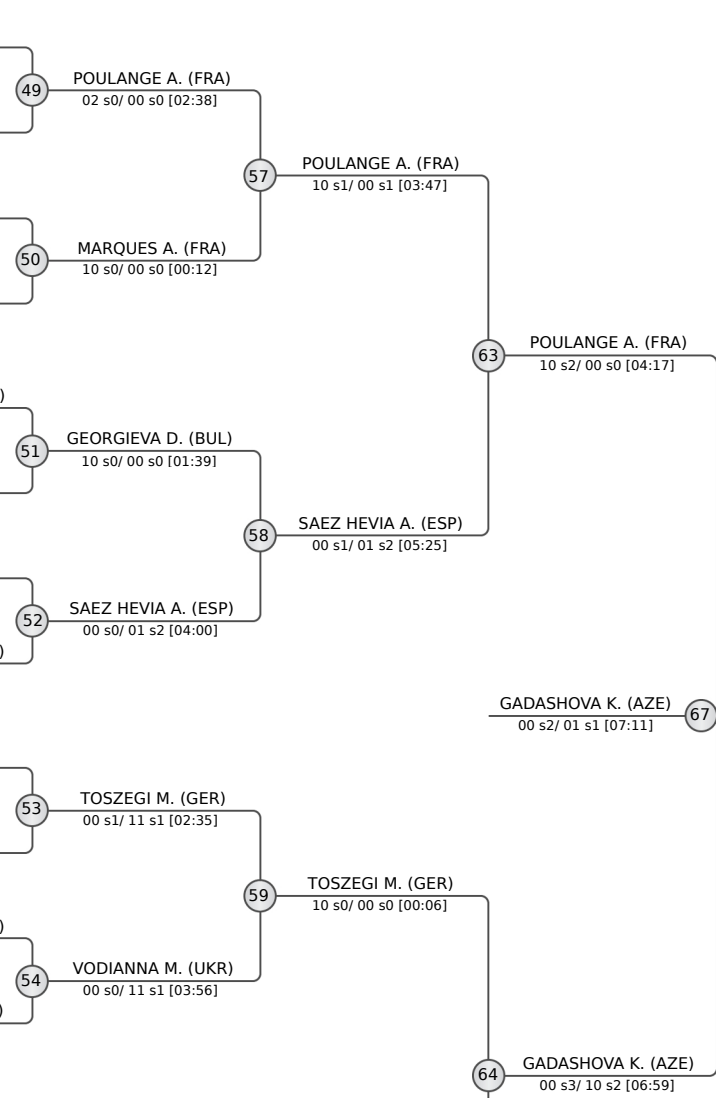 49
POULANGE A. (FRA)
02 s0/ 00 s0 [02:38]
57
POULANGE A. (FRA)
10 s1/ 00 s1 [03:47]
50
MARQUES A. (FRA)
10 s0/ 00 s0 [00:12]
63
POULANGE A. (FRA)
10 s2/ 00 s0 [04:17]
)
51
GEORGIEVA D. (BUL)
10 s0/ 00 s0 [01:39]
58
SAEZ HEVIA A. (ESP)
00 s1/ 01 s2 [05:25]
52
SAEZ HEVIA A. (ESP)
00 s0/ 01 s2 [04:00]
)
GADASHOVA K. (AZE)
00 s2/ 01 s1 [07:11]
67
53
TOSZEGI M. (GER)
00 s1/ 11 s1 [02:35]
59
TOSZEGI M. (GER)
10 s0/ 00 s0 [00:06]
)
54
VODIANNA M. (UKR)
00 s0/ 11 s1 [03:56]
)
64
GADASHOVA K. (AZE)
00 s3/ 10 s2 [06:59]